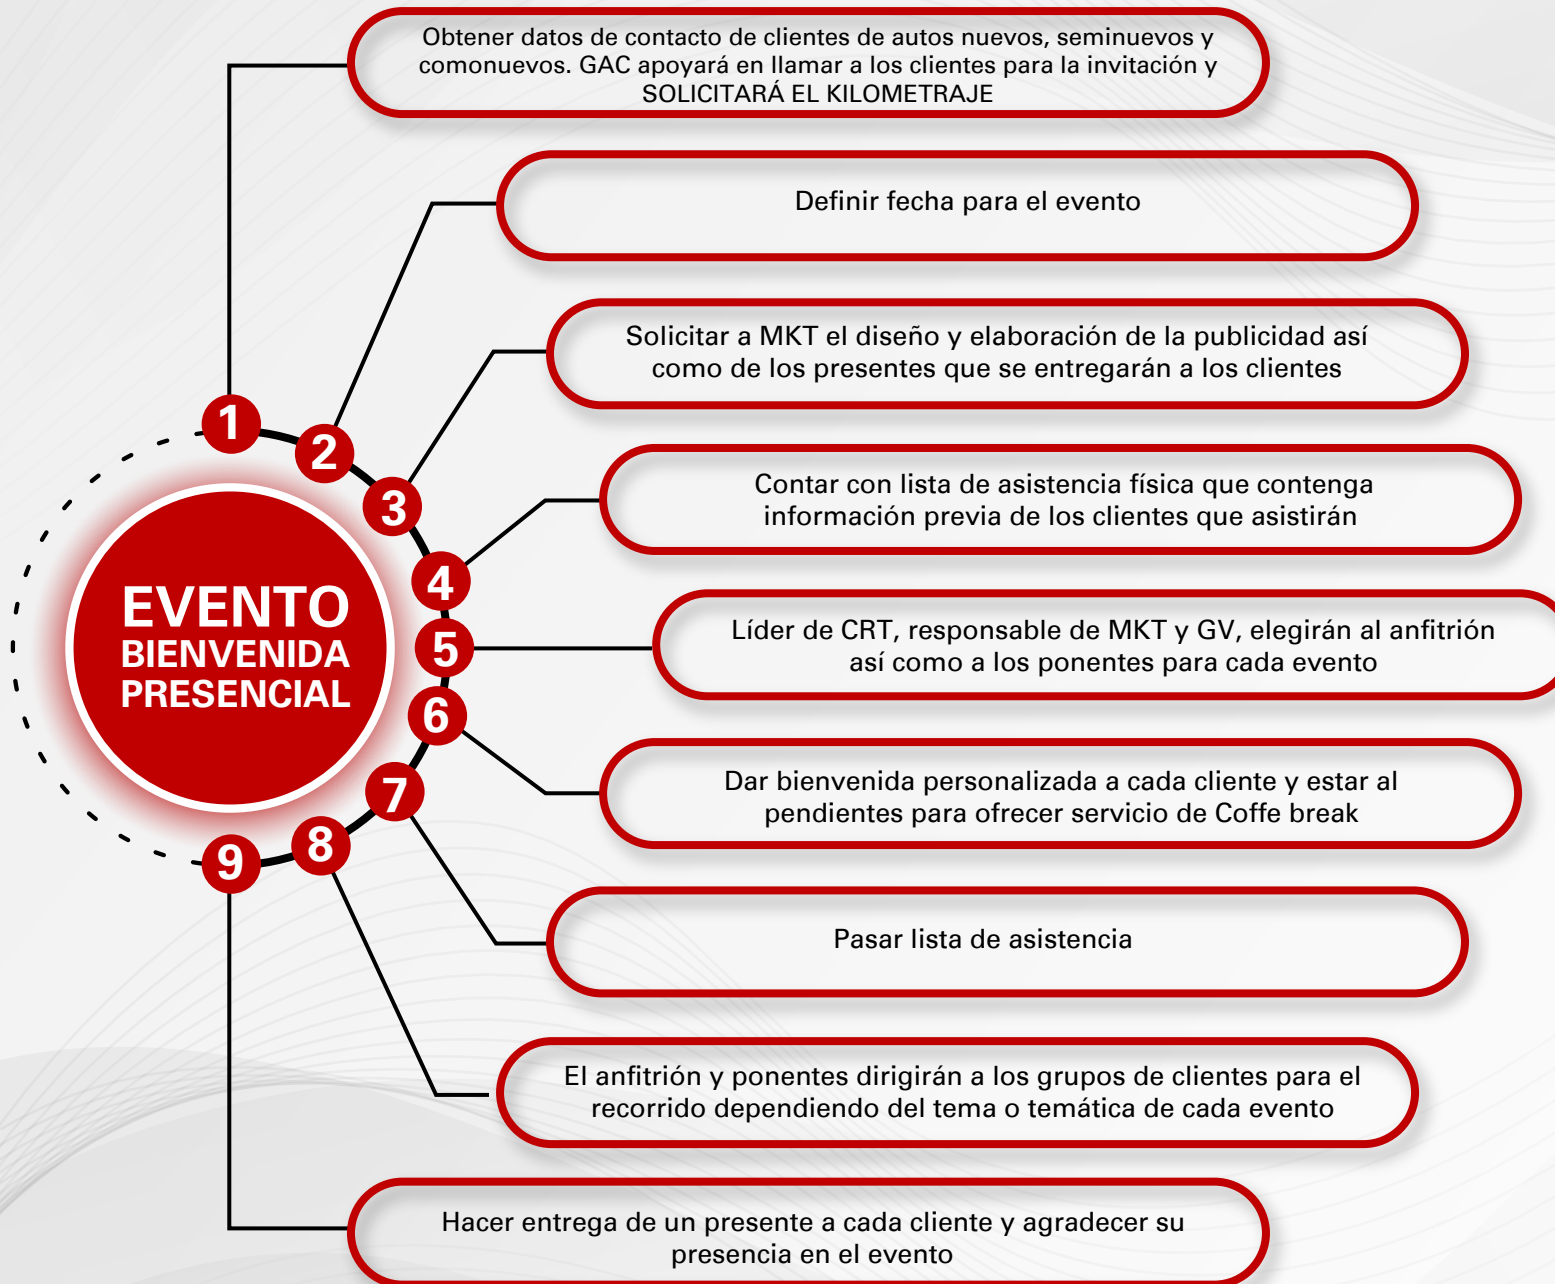 Obtener datos de contacto de clientes de autos nuevos, seminuevos y
comonuevos. GAC apoyará en llamar a los clientes para la invitación y
SOLICITARÁ EL KILOMETRAJE
Definir fecha para el evento
Solicitar a MKT el diseño y elaboración de la publicidad así
como de los presentes que se entregarán a los clientes
Contar con lista de asistencia física que contenga
información previa de los clientes que asistirán
Líder de CRT, responsable de MKT y GV, elegirán al anfitrión
así como a los ponentes para cada evento
Dar bienvenida personalizada a cada cliente y estar al
pendientes para ofrecer servicio de Coffe break
Pasar lista de asistencia
El anfitrión y ponentes dirigirán a los grupos de clientes para el
recorrido dependiendo del tema o temática de cada evento
Hacer entrega de un presente a cada cliente y agradecer su
presencia en el evento
1
2
3
4
5
6
7
8
9
EVENTO
BIENVENIDA
PRESENCIAL